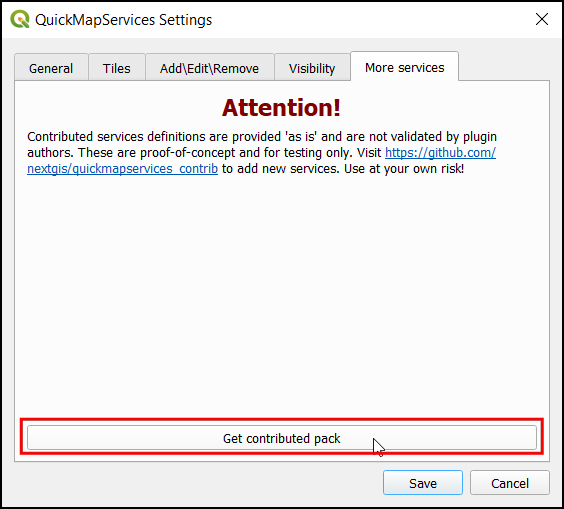 QuickMapServices Settings
General Tiles Add\Edit\Remove Visibility More services
Attention!
Contributed services definitions are provided 'as is' and are not validated by plugin
authors. These are proof-of-concept and for testing only. Visit https://github.com/
nextgis/quickmapservices_contrib to add new services. Use at your own risk!
Get contributed pack
Save Cancel